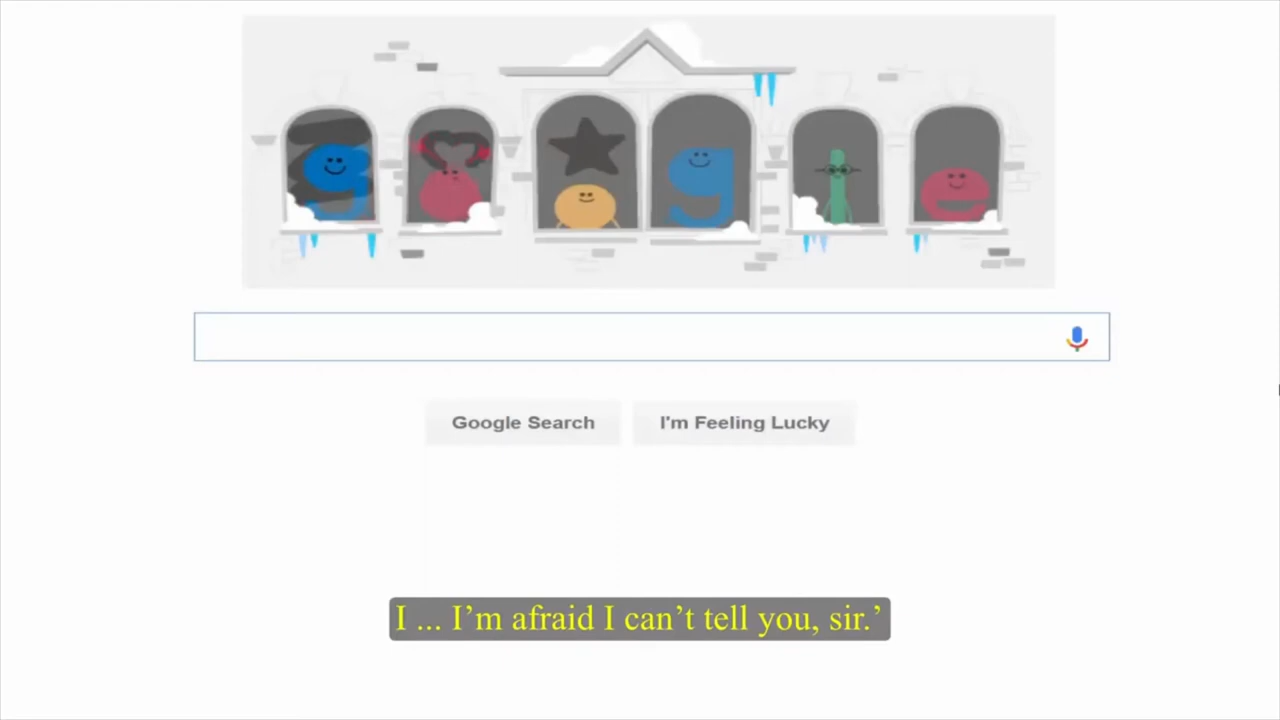 Google Search
I'm Feeling Lucky
I ... I’m afraid I can’t tell you, sir.’